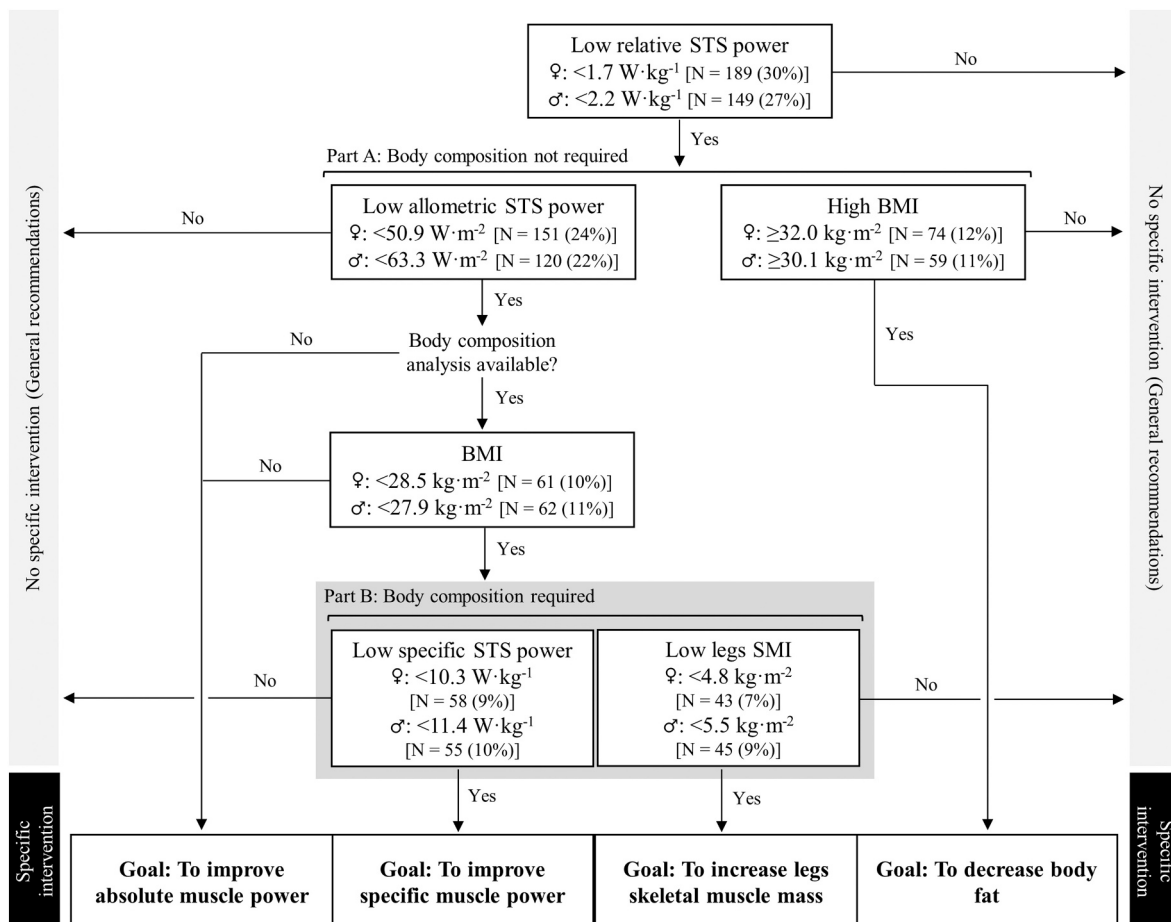 Low relative STS power
♀: <1.7 W·kg⁻¹ [N = 189 (30%)]
♂: <2.2 W·kg⁻¹ [N = 149 (27%)]
No
Yes
Part A: Body composition not required
No specific intervention (General recommendations)
No
Low allometric STS power
♀: <50.9 W·m⁻² [N = 151 (24%)]
♂: <63.3 W·m⁻² [N = 120 (22%)]
High BMI
♀: ≥32.0 kg·m⁻² [N = 74 (12%)]
♂: ≥30.1 kg·m⁻² [N = 59 (11%)]
No
No specific intervention (General recommendations)
Yes
Yes
No
Body composition
analysis available?
Yes
No
BMI
♀: <28.5 kg·m⁻² [N = 61 (10%)]
♂: <27.9 kg·m⁻² [N = 62 (11%)]
Yes
Part B: Body composition required
No
Low specific STS power
♀: <10.3 W·kg⁻¹
[N = 58 (9%)]
♂: <11.4 W·kg⁻¹
[N = 55 (10%)]
Low legs SMI
♀: <4.8 kg·m⁻²
[N = 43 (7%)]
♂: <5.5 kg·m⁻²
[N = 45 (9%)]
No
Yes
Yes
Specific
intervention
Goal: To improve
absolute muscle power
Goal: To improve
specific muscle power
Goal: To increase legs
skeletal muscle mass
Goal: To decrease body
fat
Specific
intervention